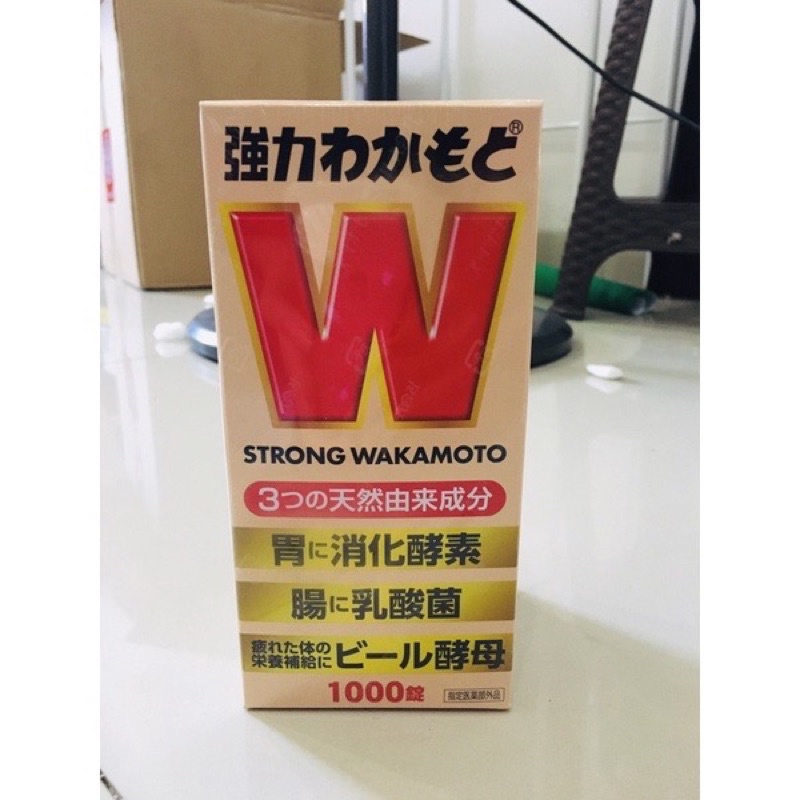 強力わかもと®
W
STRONG WAKAMOTO
3つの天然由来成分
胃に消化酵素
腸に乳酸菌
疲れた体の
栄養補給にビール酵母
1000錠 指定医薬部外品